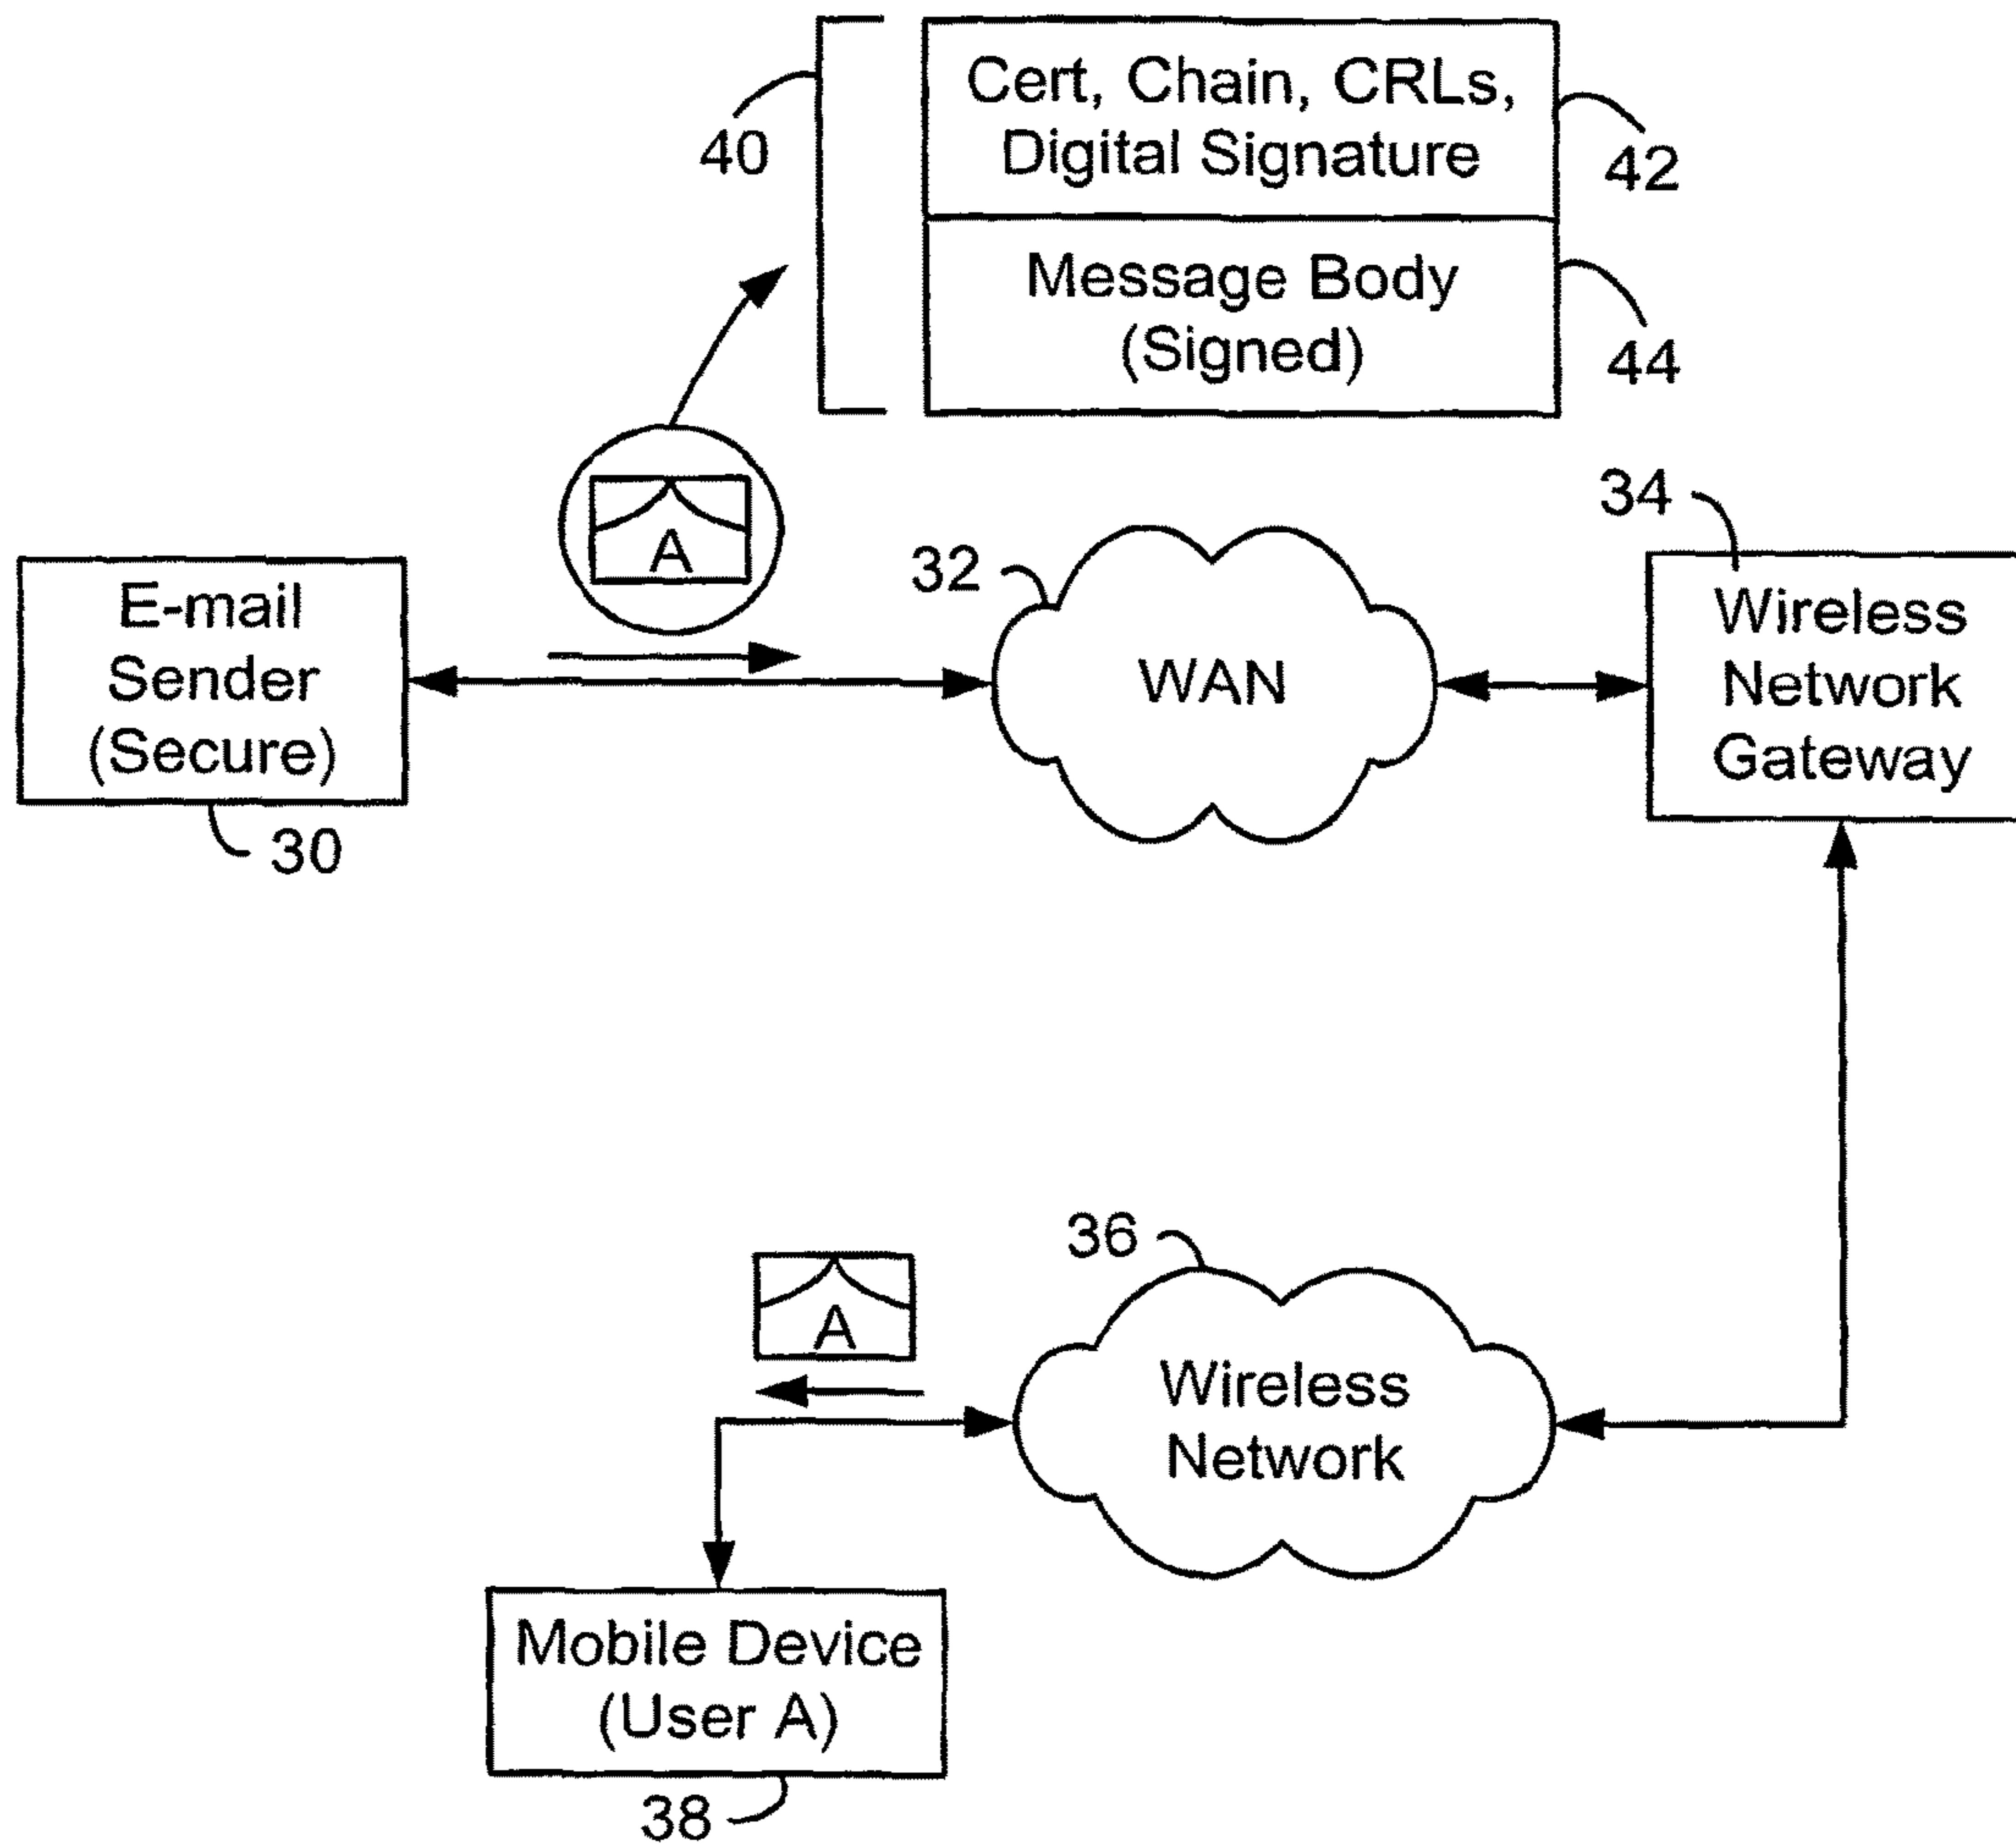 Cert, Chain, CRLs,
Digital Signature
40
42
Message Body
(Signed)
44
A
34
32
E-mail
Sender
(Secure)
WAN
Wireless
Network
Gateway
30
36
A
Wireless
Network
Mobile Device
(User A)
38